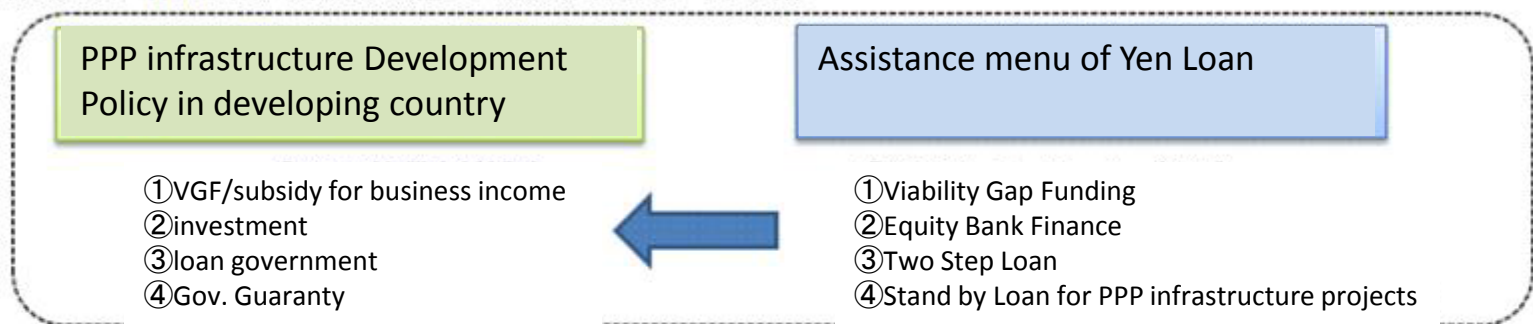 PPP infrastructure Development
Policy in developing country
①VGF/subsidy for business income
②investment
③loan government
④Gov. Guaranty
Assistance menu of Yen Loan
①Viability Gap Funding
②Equity Bank Finance
③Two Step Loan
④Stand by Loan for PPP infrastructure projects